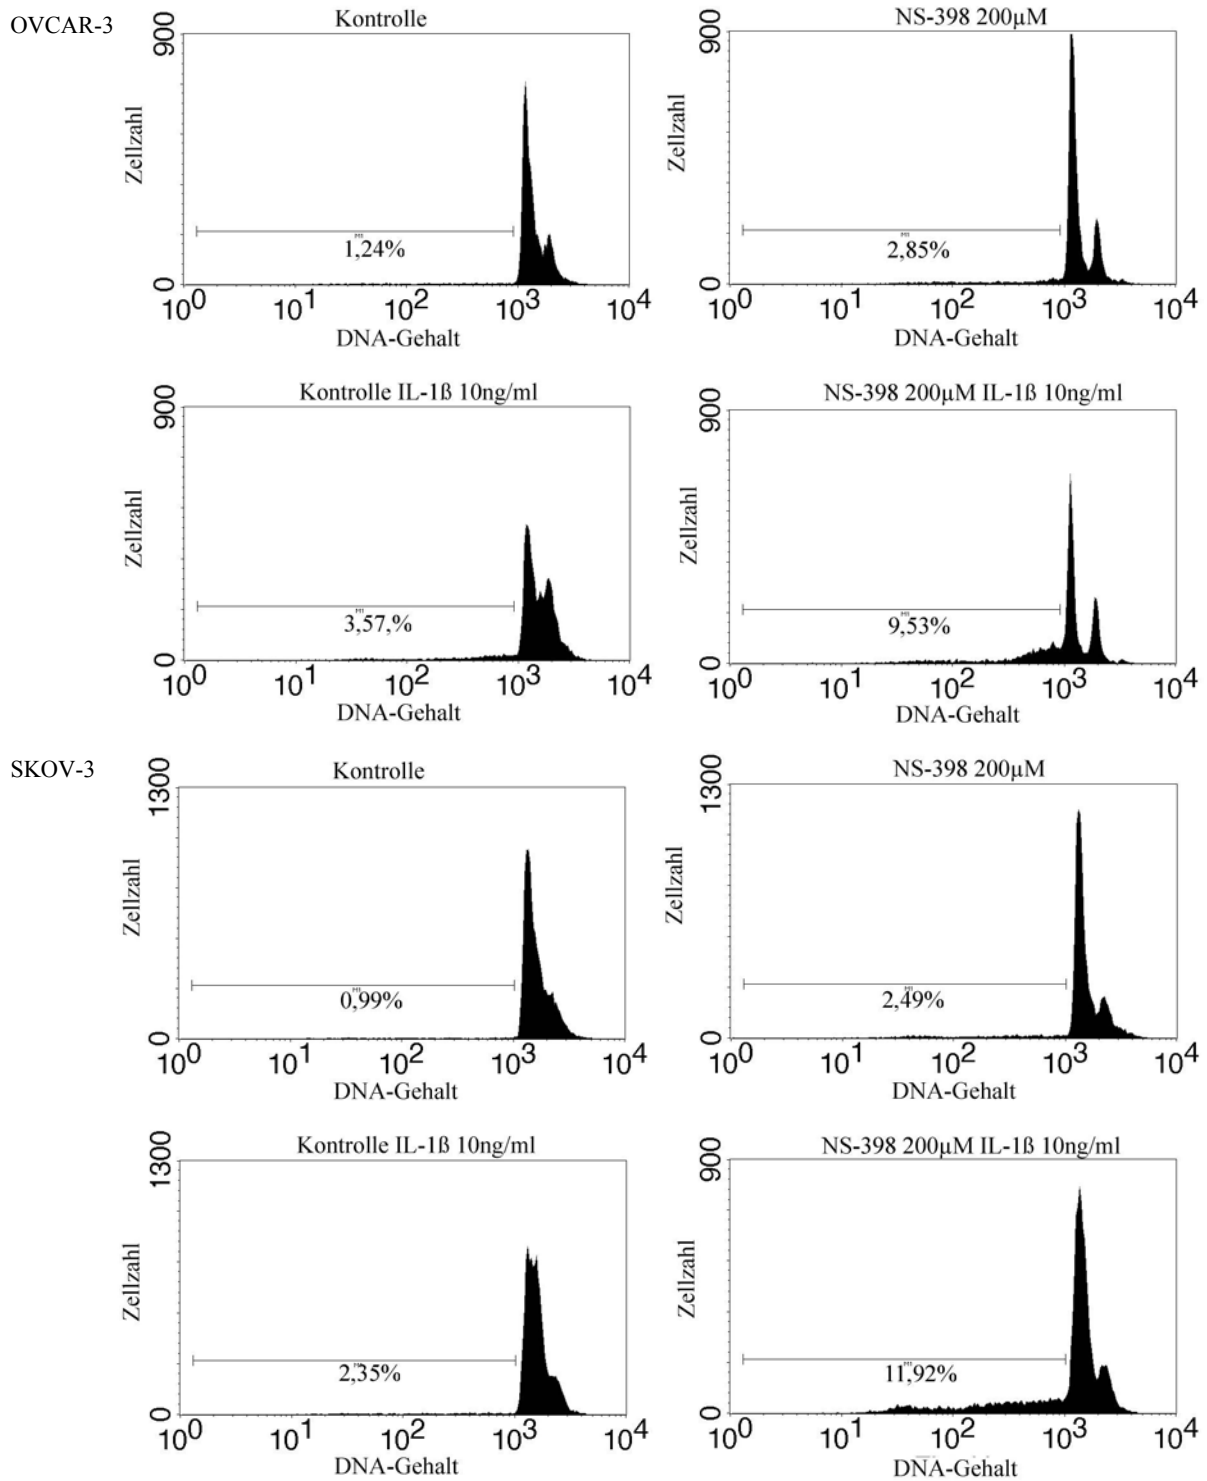 OVCAR-3
Kontrolle
900
Zellzahl
M1
1,24%
0
10^0 10^1 10^2 10^3 10^4
DNA-Gehalt
NS-398 200µM
900
Zellzahl
M1
2,85%
0
10^0 10^1 10^2 10^3 10^4
DNA-Gehalt
Kontrolle IL-1ß 10ng/ml
900
Zellzahl
M1
3,57,%
0
10^0 10^1 10^2 10^3 10^4
DNA-Gehalt
NS-398 200µM IL-1ß 10ng/ml
900
Zellzahl
M1
9,53%
0
10^0 10^1 10^2 10^3 10^4
DNA-Gehalt
SKOV-3
Kontrolle
1300
Zellzahl
M1
0,99%
0
10^0 10^1 10^2 10^3 10^4
DNA-Gehalt
NS-398 200µM
1300
Zellzahl
M1
2,49%
0
10^0 10^1 10^2 10^3 10^4
DNA-Gehalt
Kontrolle IL-1ß 10ng/ml
1300
Zellzahl
2,35%
0
10^0 10^1 10^2 10^3 10^4
DNA-Gehalt
NS-398 200µM IL-1ß 10ng/ml
900
Zellzahl
11,92%
0
10^0 10^1 10^2 10^3 10^4
DNA-Gehalt